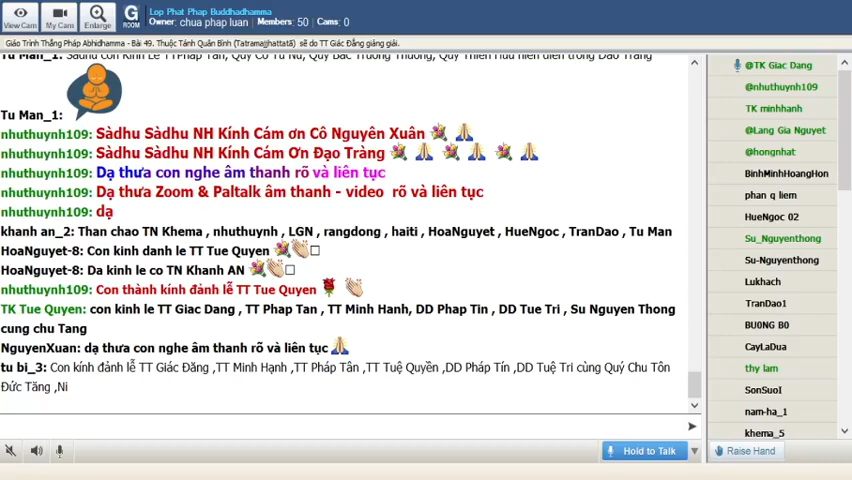 View Cam
My Cam
Enlarge
G
ROOM
Lop Phat Phap Buddhadhamma
Owner: chua phap luan / Members: 50 / Cams: 0
Giáo Trình Thắng Pháp Abhidhamma - Bài 49. Thuộc Tánh Quân Bình (Tatramajjhattatā) sẽ do TT Giác Đẳng giảng giải.
Tu Man_1:
nhuthuynh109: Sàdhu Sàdhu NH Kính Cám ơn Cô Nguyên Xuân
nhuthuynh109: Sàdhu Sàdhu NH Kính Cám Ơn Đạo Tràng
nhuthuynh109: Dạ thưa con nghe âm thanh rõ và liên tục
nhuthuynh109: Dạ thưa Zoom & Paltalk âm thanh - video rõ và liên tục
nhuthuynh109: dạ
khanh an_2: Than chao TN Khema , nhuthuynh , LGN , rangdong , haiti , HoaNguyet , HueNgoc , TranDao , Tu Man
HoaNguyet-8: Con kinh danh le TT Tue Quyen
HoaNguyet-8: Da kinh le co TN Khanh AN
nhuthuynh109: Con thành kính đảnh lễ TT Tue Quyen
TK Tue Quyen: con kinh le TT Giac Dang , TT Phap Tan , TT Minh Hanh, DD Phap Tin , DD Tue Tri , Su Nguyen Thong
cung chu Tang
NguyenXuan: dạ thưa con nghe âm thanh rõ và liên tục
tu bi_3: Con kính đảnh lễ TT Giác Đăng ,TT Minh Hạnh ,TT Pháp Tân ,TT Tuệ Quyền ,DD Pháp Tín ,DD Tuệ Tri cùng Quý Chu Tôn
Đức Tăng ,Ni
@TK Giac Dang
@nhuthuynh109
TK minhhanh
@Lang Gia Nguyet
@hongnhat
BinhMinhHoangHon
phan q liem
HueNgoc 02
Su_Nguyenthong
Su-Nguyenthong
Lukhach
TranDao1
BU0NG B0
CayLaDua
thy lam
SonSuoI
nam-ha_1
khema_5
Hold to Talk
Raise Hand